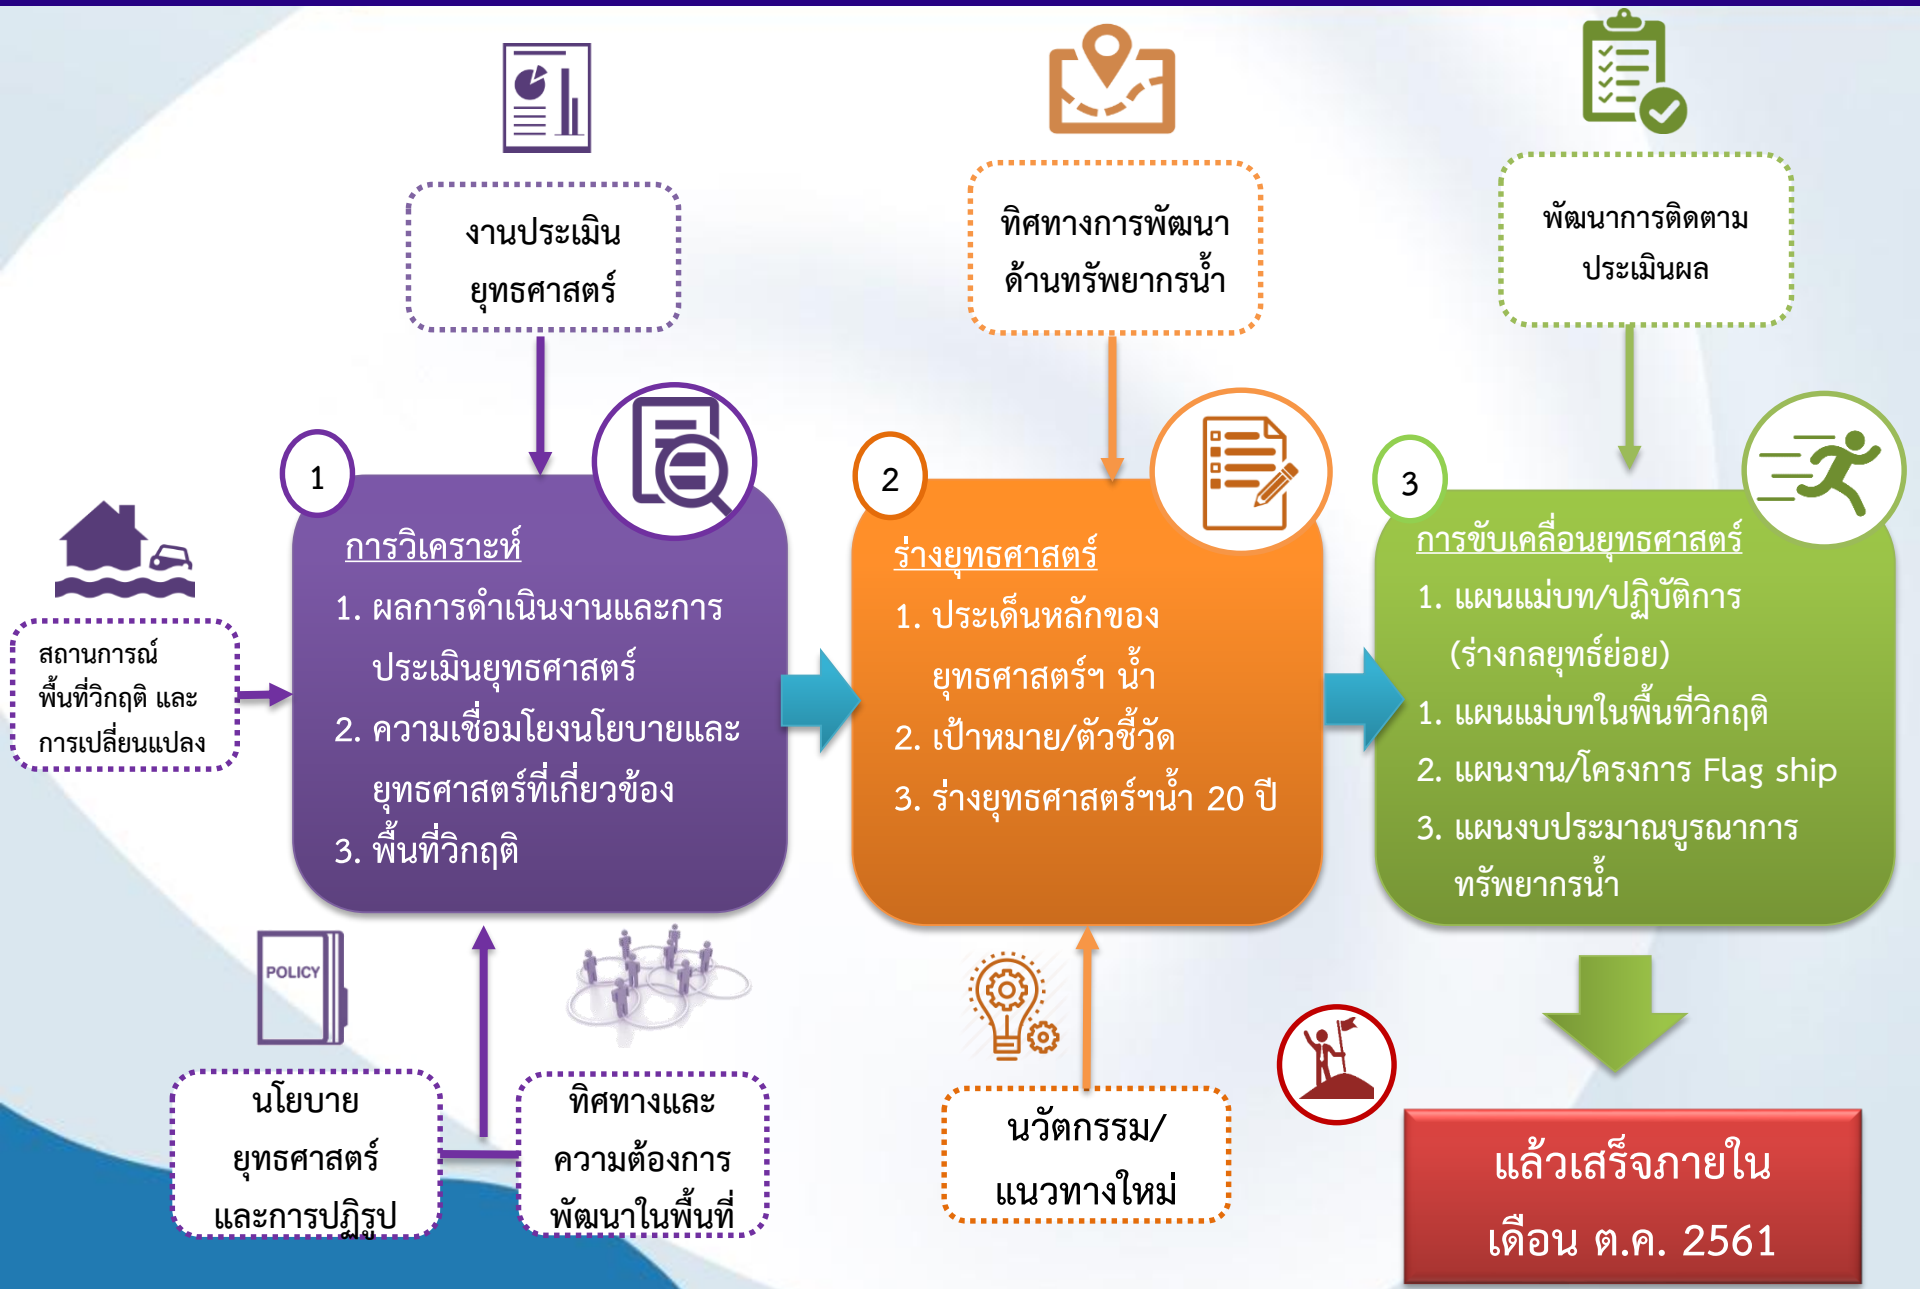 งานประเมิน
ยุทธศาสตร์
ทิศทางการพัฒนา
ด้านทรัพยากรน้ำ
พัฒนาการติดตาม
ประเมินผล
สถานการณ์
พื้นที่วิกฤติ และ
การเปลี่ยนแปลง
1
การวิเคราะห์
1. ผลการดำเนินงานและการ
ประเมินยุทธศาสตร์
2. ความเชื่อมโยงนโยบายและ
ยุทธศาสตร์ที่เกี่ยวข้อง
3. พื้นที่วิกฤติ
2
ร่างยุทธศาสตร์
1. ประเด็นหลักของ
ยุทธศาสตร์ฯ น้ำ
2. เป้าหมาย/ตัวชี้วัด
3. ร่างยุทธศาสตร์ฯน้ำ 20 ปี
3
การขับเคลื่อนยุทธศาสตร์
1. แผนแม่บท/ปฏิบัติการ
(ร่างกลยุทธ์ย่อย)
1. แผนแม่บทในพื้นที่วิกฤติ
2. แผนงาน/โครงการ Flag ship
3. แผนงบประมาณบูรณาการ
ทรัพยากรน้ำ
POLICY
นโยบาย
ยุทธศาสตร์
และการปฏิรูป
ทิศทางและ
ความต้องการ
พัฒนาในพื้นที่
นวัตกรรม/
แนวทางใหม่
แล้วเสร็จภายใน
เดือน ต.ค. 2561